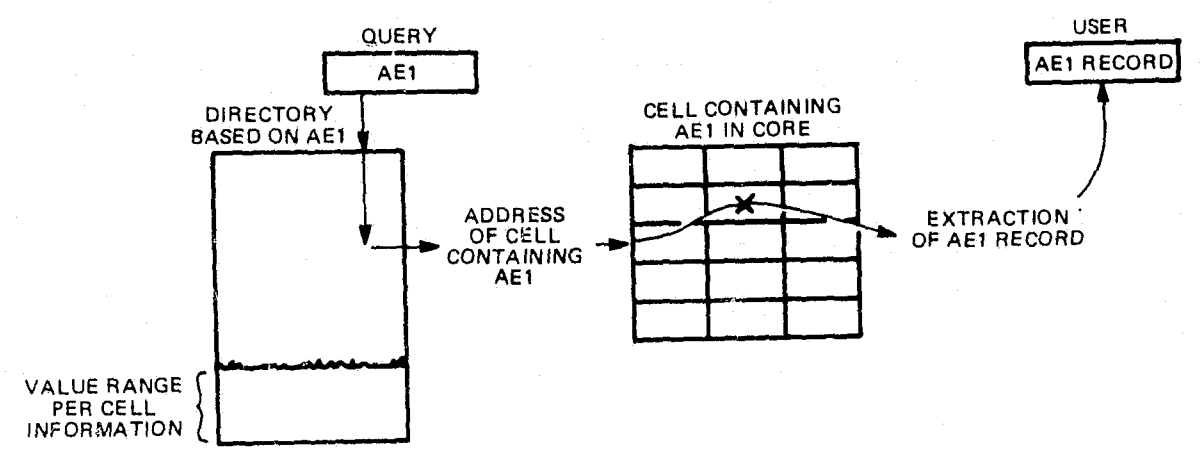 QUERY
AE1
USER
AE1 RECORD
DIRECTORY
BASED ON AE1
CELL CONTAINING
AE1 IN CORE
ADDRESS
OF CELL
CONTAINING
AE1
EXTRACTION
OF AE1 RECORD
VALUE RANGE
PER CELL
INFORMATION